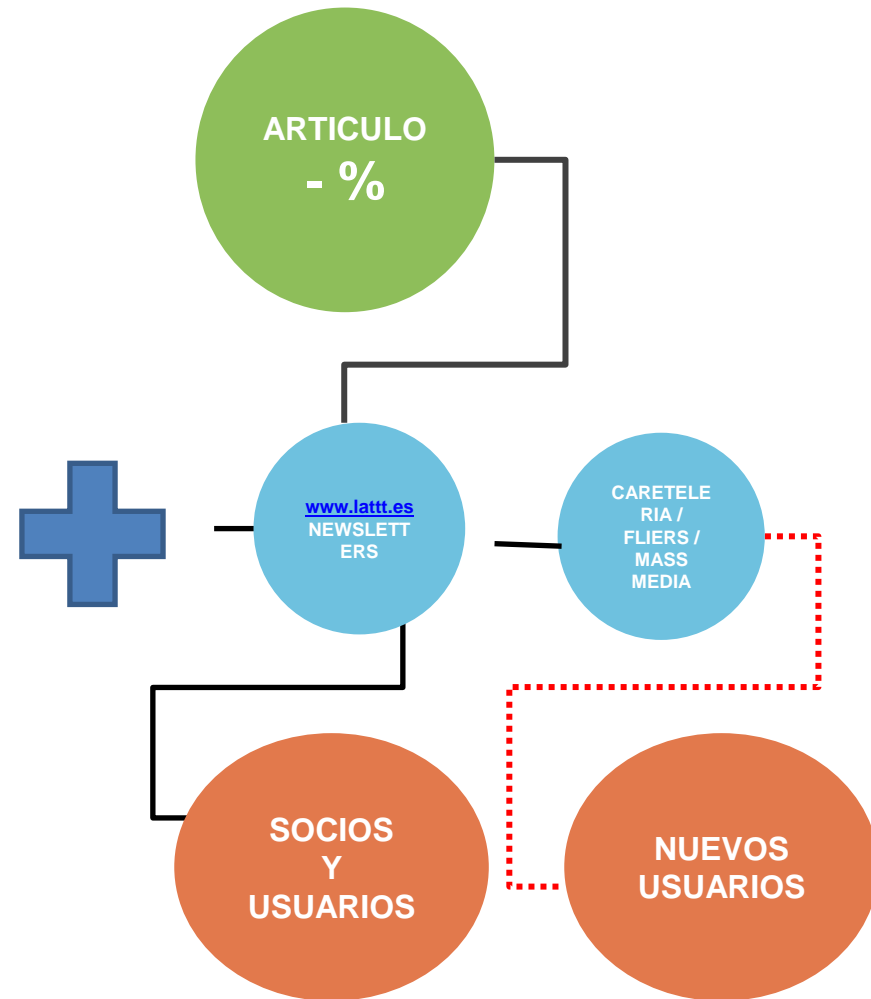 ARTICULO
- %
www.lattt.es
NEWSLETT
ERS
CARETELE
RIA /
FLIERS /
MASS
MEDIA
SOCIOS
Y
USUARIOS
NUEVOS
USUARIOS